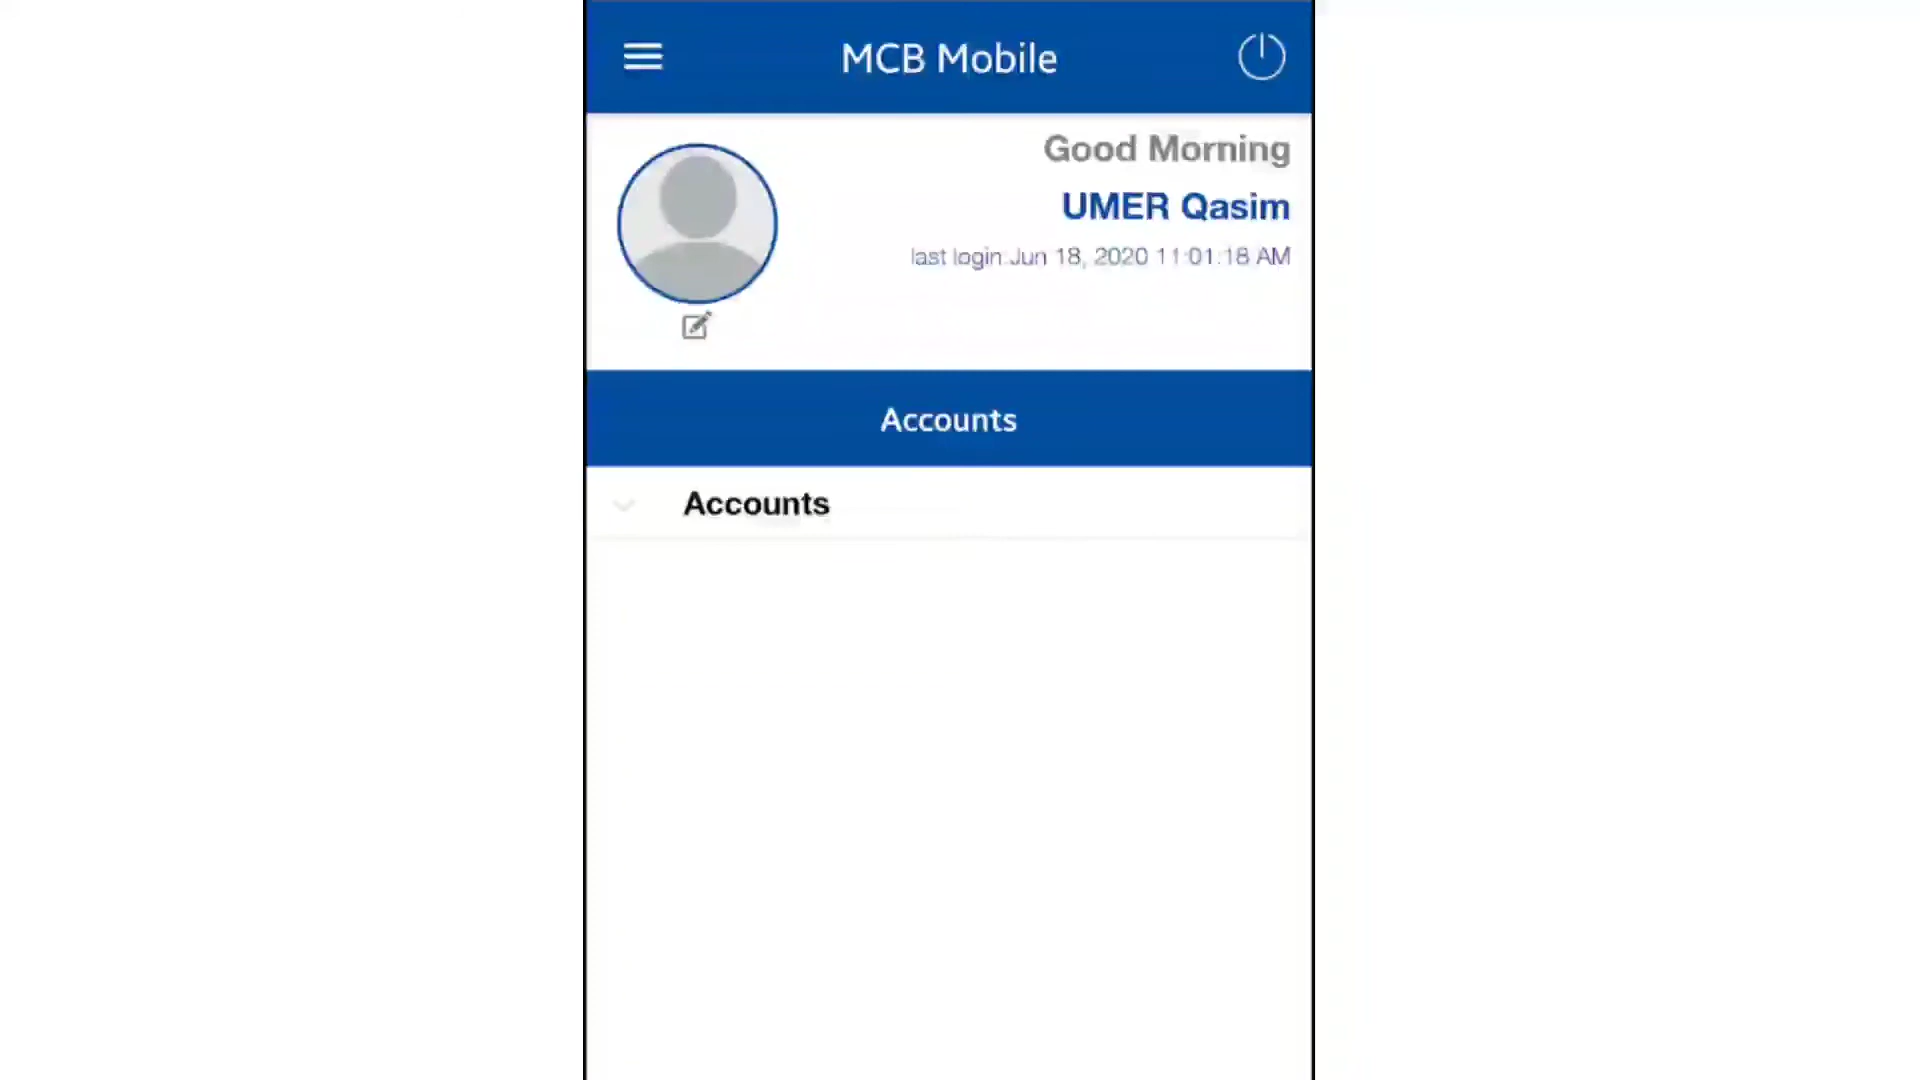 MCB Mobile
Good Morning
UMER Qasim
last login:Jun 18, 2020 11:01:18 AM
Accounts
Accounts